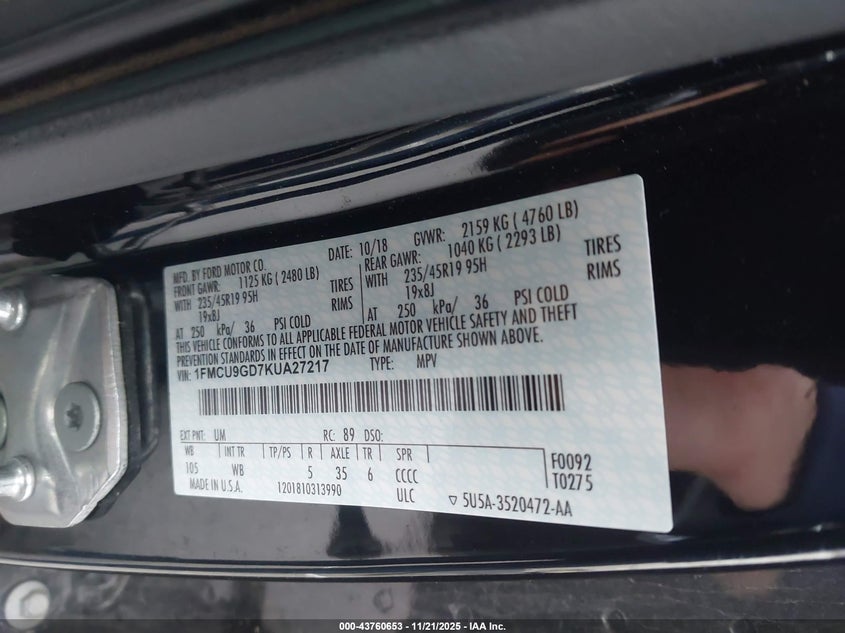 MFD. BY FORD MOTOR CO.
DATE: 10/18 GVWR: 2159 KG ( 4760 LB)
FRONT GAWR: 1125 KG ( 2480 LB) REAR GAWR: 1040 KG ( 2293 LB)
WITH 235/45R19 95H TIRES WITH 235/45R19 95H TIRES
19x8J RIMS 19x8J RIMS
AT 250 kPa/ 36 PSI COLD AT 250 kPa/ 36 PSI COLD
THIS VEHICLE CONFORMS TO ALL APPLICABLE FEDERAL MOTOR VEHICLE SAFETY AND THEFT
PREVENTION STANDARDS IN EFFECT ON THE DATE OF MANUFACTURE SHOWN ABOVE.
VIN: 1FMCU9GD7KUA27217 TYPE: MPV
EXT PNT: UM RC: 89 DSO:
WB INT TR TP/PS R AXLE TR SPR
105 WB 5 35 6 CCCC F0092
MADE IN U.S.A. 1201810313990 ULC T0275
▽ 5U5A-3520472-AA
000-43760653 - 11/21/2025 - IAA Inc.